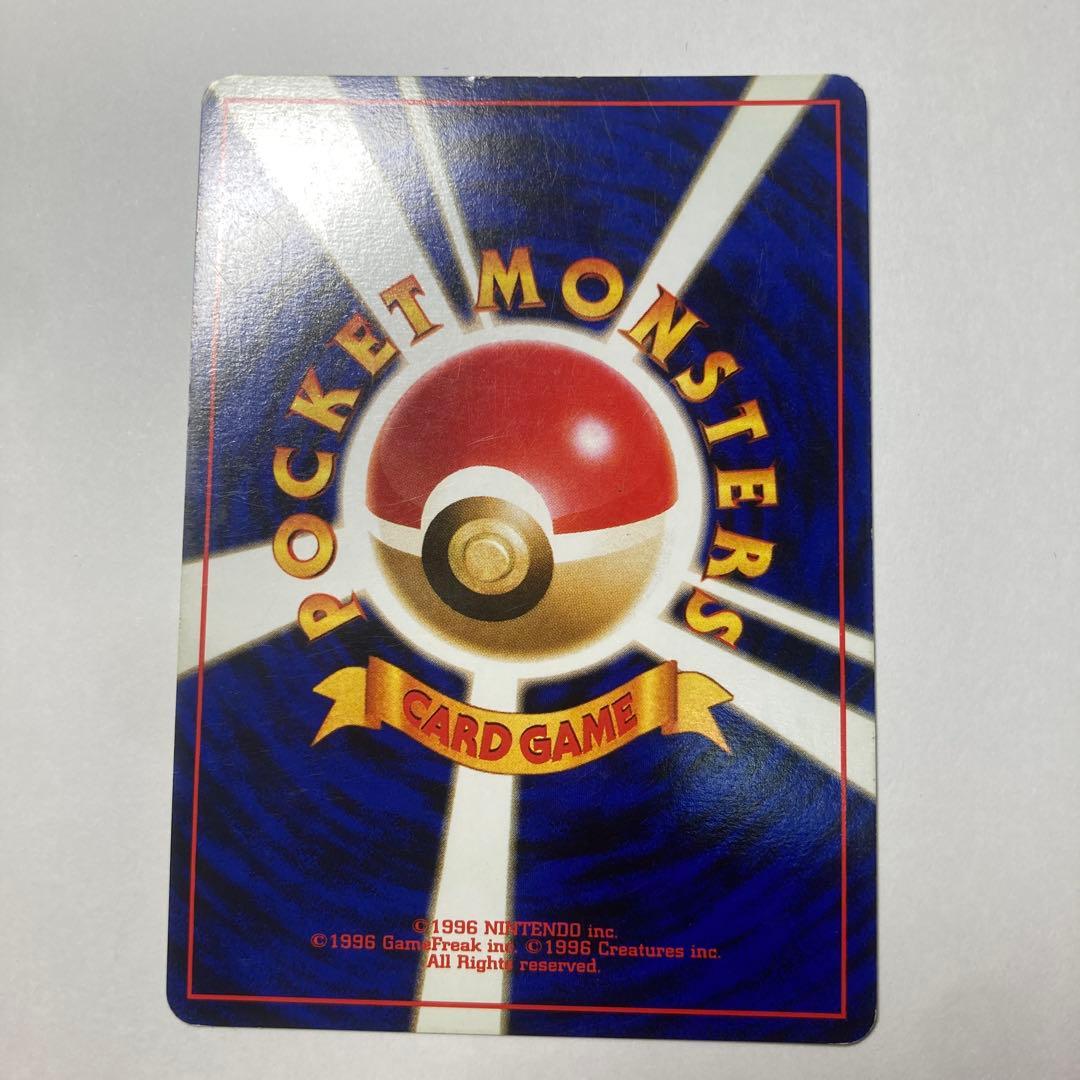 POCKET MONSTERS
CARD GAME
©1996 NINTENDO inc.
©1996 GameFreak inc. ©1996 Creatures inc.
All Rights reserved.